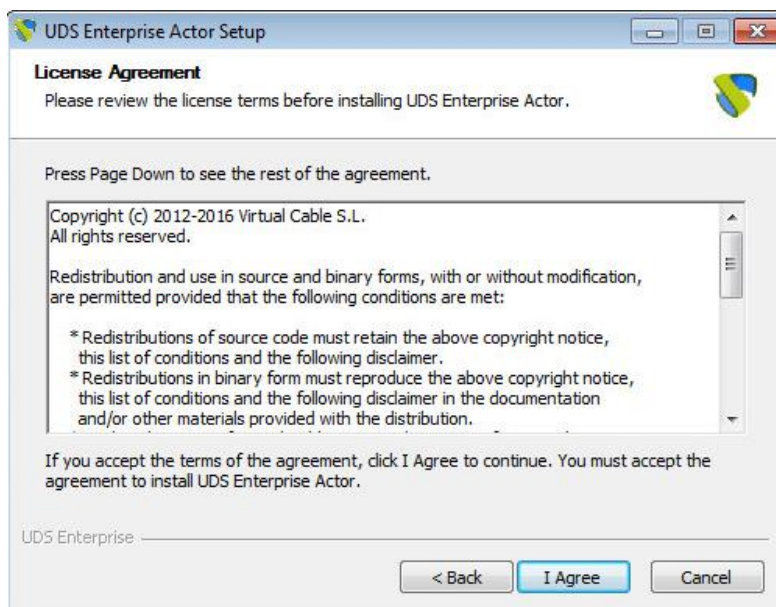 UDS Enterprise Actor Setup
License Agreement
Please review the license terms before installing UDS Enterprise Actor.
Press Page Down to see the rest of the agreement.
Copyright (c) 2012-2016 Virtual Cable S.L.
All rights reserved.
Redistribution and use in source and binary forms, with or without modification,
are permitted provided that the following conditions are met:
* Redistributions of source code must retain the above copyright notice,
this list of conditions and the following disclaimer.
* Redistributions in binary form must reproduce the above copyright notice,
this list of conditions and the following disclaimer in the documentation
and/or other materials provided with the distribution.
If you accept the terms of the agreement, click I Agree to continue. You must accept the
agreement to install UDS Enterprise Actor.
UDS Enterprise
< Back I Agree Cancel